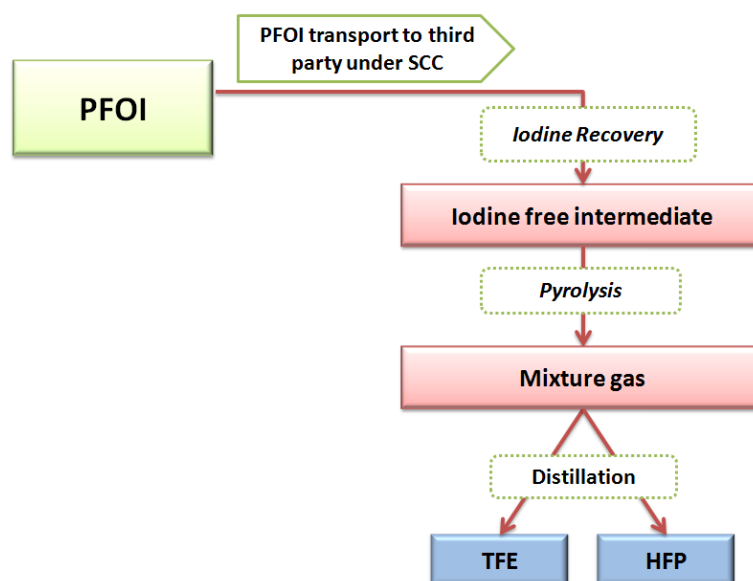 PFOI transport to third
party under SCC
PFOI
Iodine Recovery
Iodine free intermediate
Pyrolysis
Mixture gas
Distillation
TFE
HFP